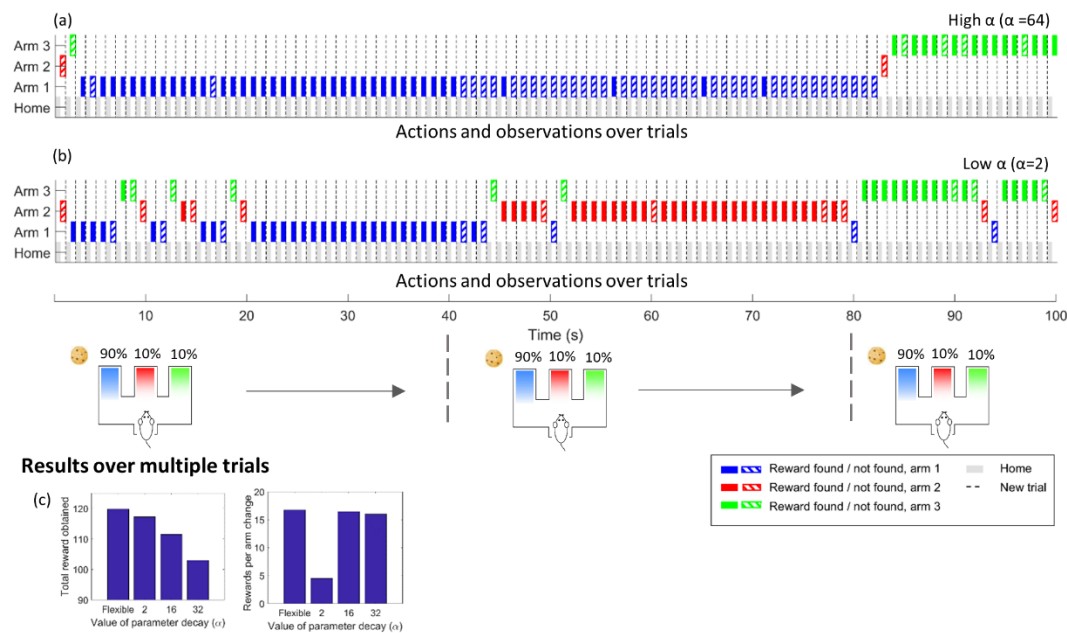 (a)
High α (α =64)
Arm 3
Arm 2
Arm 1
Home
Actions and observations over trials
(b)
Low α (α=2)
Arm 3
Arm 2
Arm 1
Home
Actions and observations over trials
10 20 30 40 50 60 70 80 90 100
Time (s)
90% 10% 10%
90% 10% 10%
90% 10% 10%
Results over multiple trials
(c)
Total reward obtained
120
110
100
90
Flexible 2 16 32
Value of parameter decay (α)
Rewards per arm change
20
15
10
5
0
Flexible 2 16 32
Value of parameter decay (α)
Reward found / not found, arm 1
Reward found / not found, arm 2
Reward found / not found, arm 3
Home
New trial